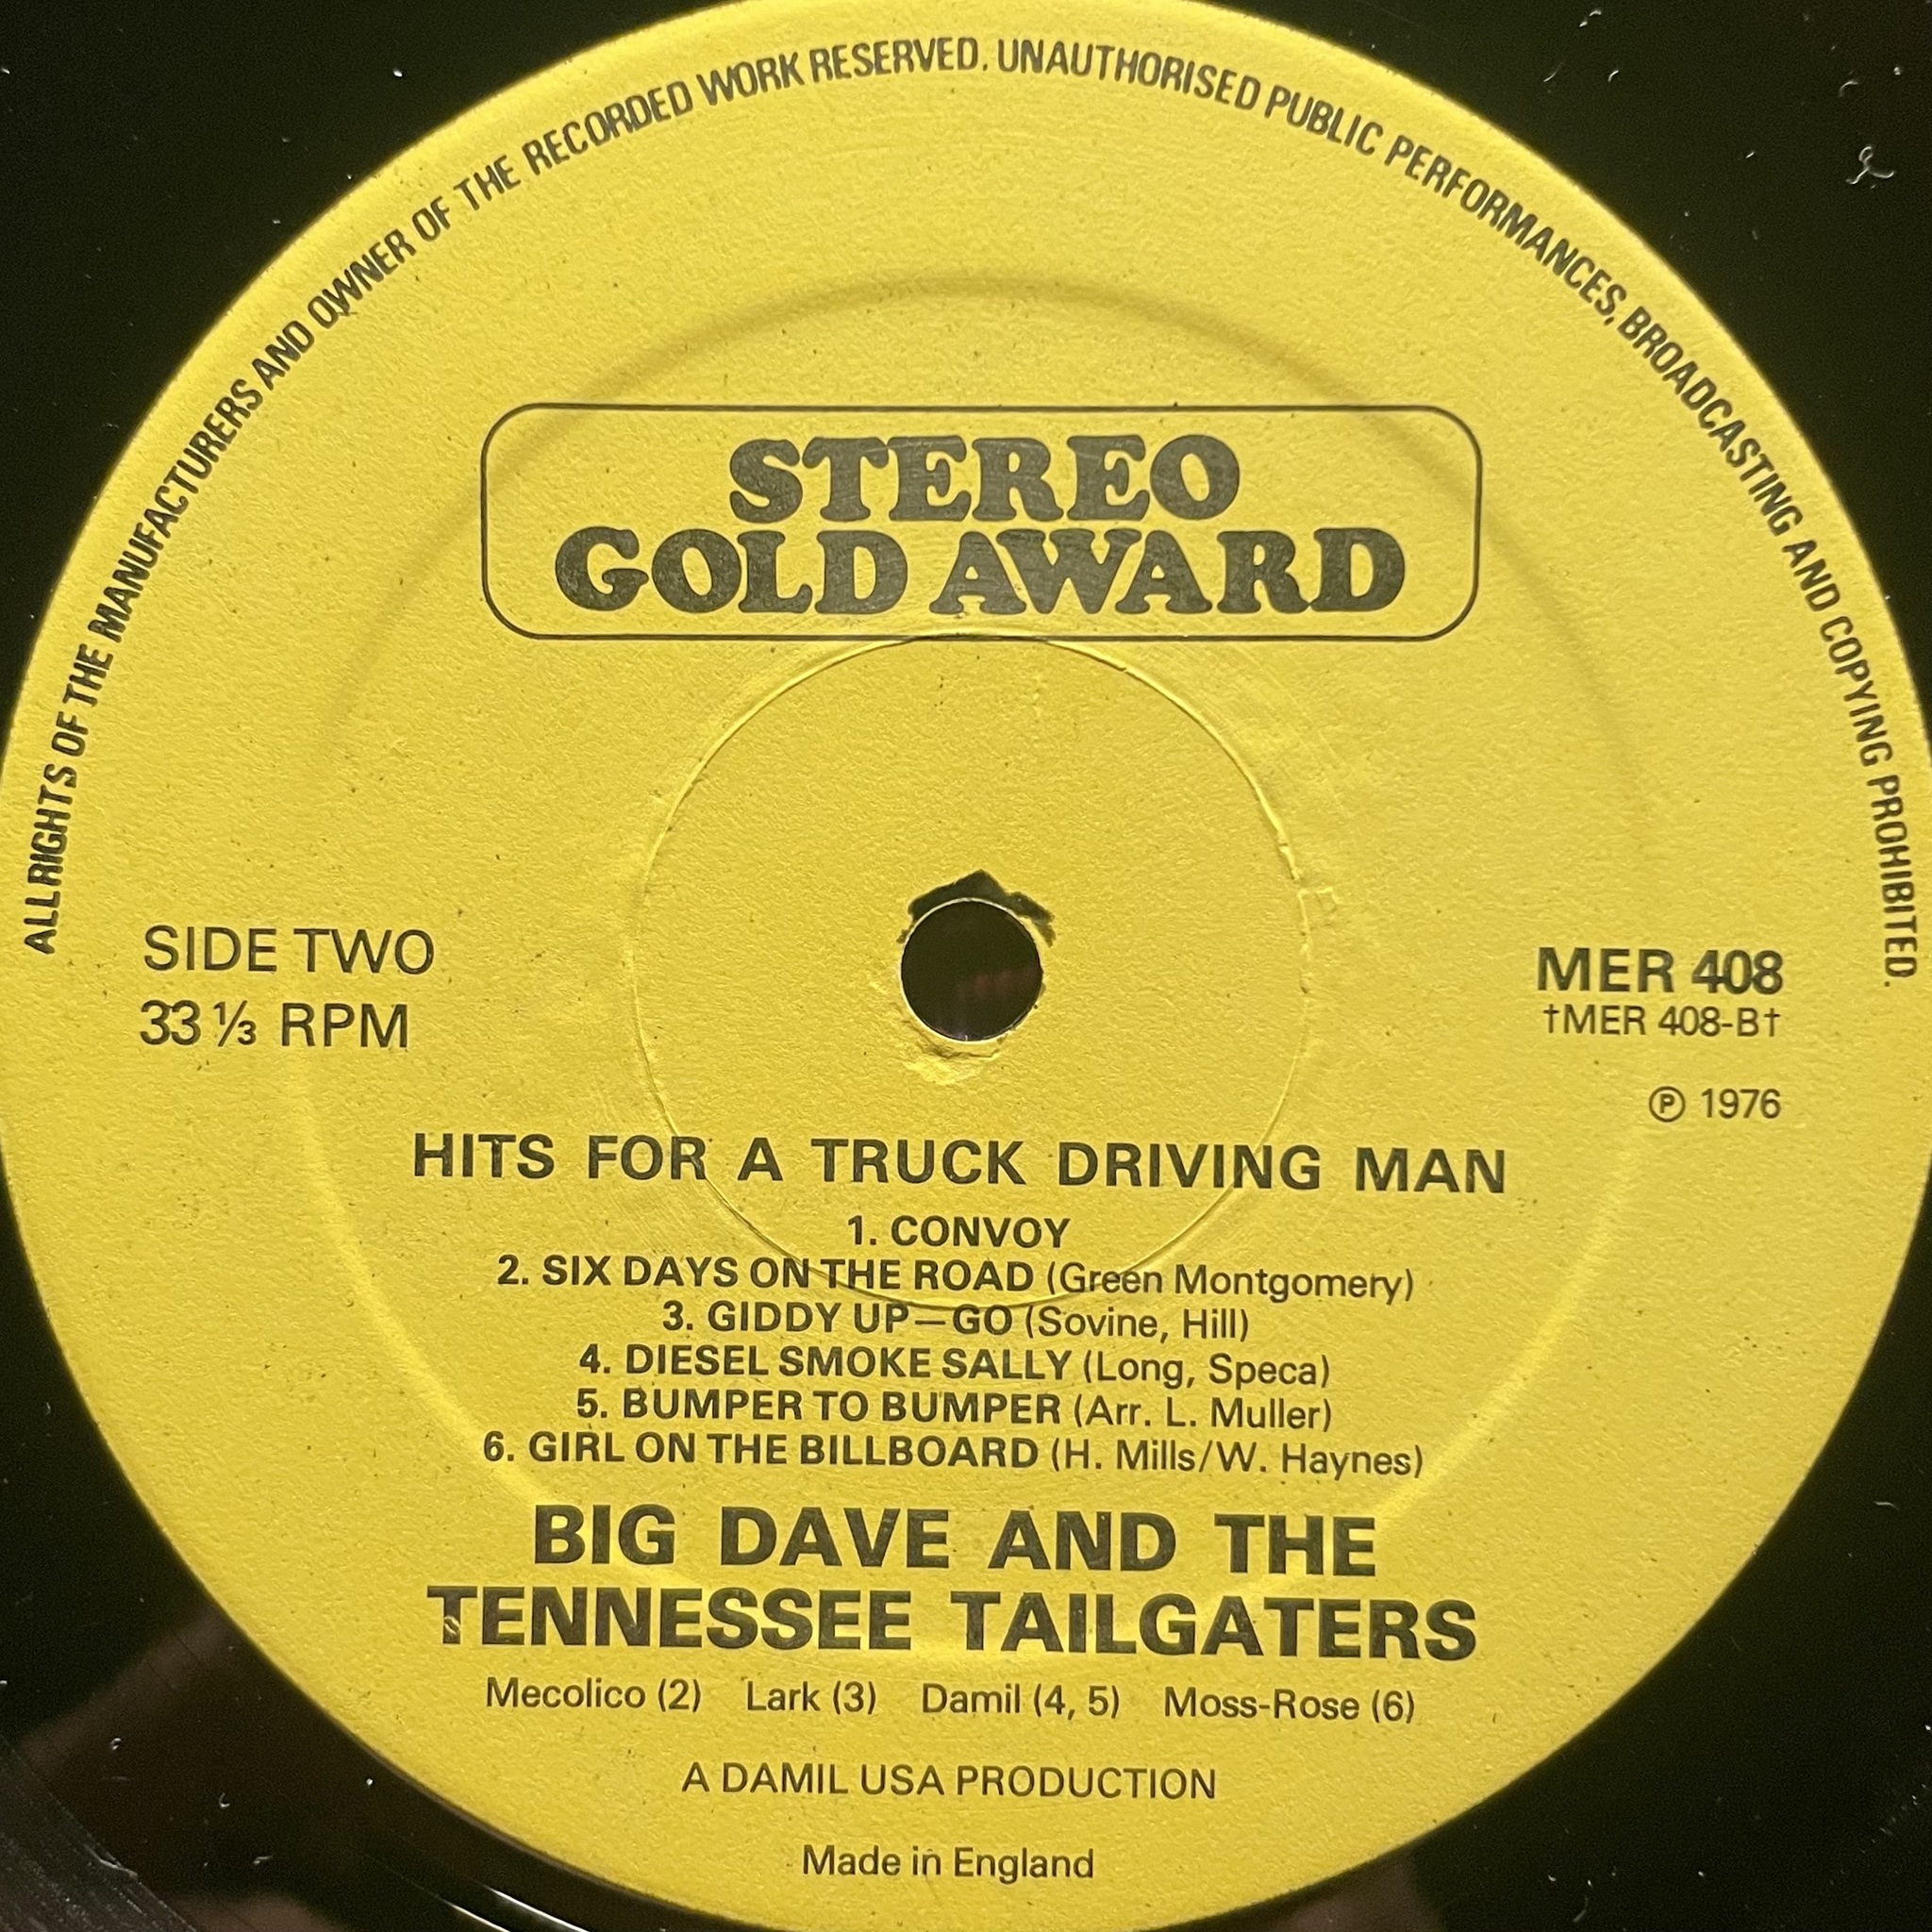 ALLRIGHTS OF THE MANUFACTURERS AND OWNER OF THE RECORDED WORK RESERVED. UNAUTHORISED PUBLIC PERFORMANCES, BROADCASTING AND COPYING PROHIBITED.
STEREO
GOLD AWARD
SIDE TWO
33 ⅓ RPM
MER 408
†MER 408-B†
℗ 1976
HITS FOR A TRUCK DRIVING MAN
1. CONVOY
2. SIX DAYS ON THE ROAD (Green Montgomery)
3. GIDDY UP—GO (Sovine, Hill)
4. DIESEL SMOKE SALLY (Long, Speca)
5. BUMPER TO BUMPER (Arr. L. Muller)
6. GIRL ON THE BILLBOARD (H. Mills/W. Haynes)
BIG DAVE AND THE
TENNESSEE TAILGATERS
Mecolico (2) Lark (3) Damil (4, 5) Moss-Rose (6)
A DAMIL USA PRODUCTION
Made in England